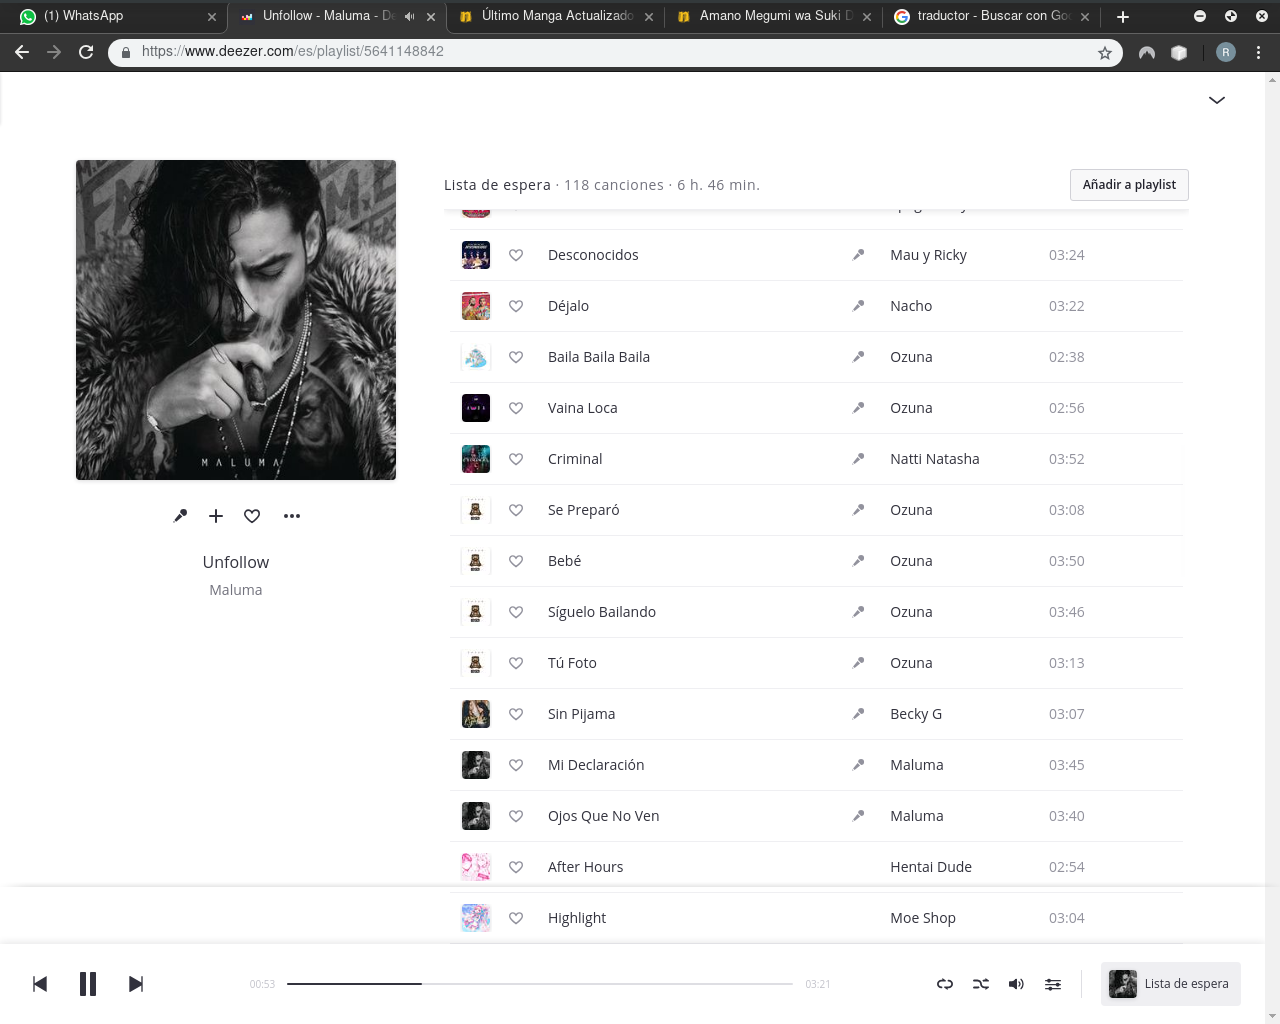 (1) WhatsApp
Unfollow - Maluma - De
Último Manga Actualizado
Amano Megumi wa Suki D
traductor - Buscar con Goo
https://www.deezer.com/es/playlist/5641148842
R
MALUMA
Unfollow
Maluma
Lista de espera · 118 canciones · 6 h. 46 min.
Añadir a playlist
Desconocidos Mau y Ricky 03:24
Déjalo Nacho 03:22
Baila Baila Baila Ozuna 02:38
Vaina Loca Ozuna 02:56
Criminal Natti Natasha 03:52
Se Preparó Ozuna 03:08
Bebé Ozuna 03:50
Síguelo Bailando Ozuna 03:46
Tú Foto Ozuna 03:13
Sin Pijama Becky G 03:07
Mi Declaración Maluma 03:45
Ojos Que No Ven Maluma 03:40
After Hours Hentai Dude 02:54
Highlight Moe Shop 03:04
00:53 03:21
Lista de espera